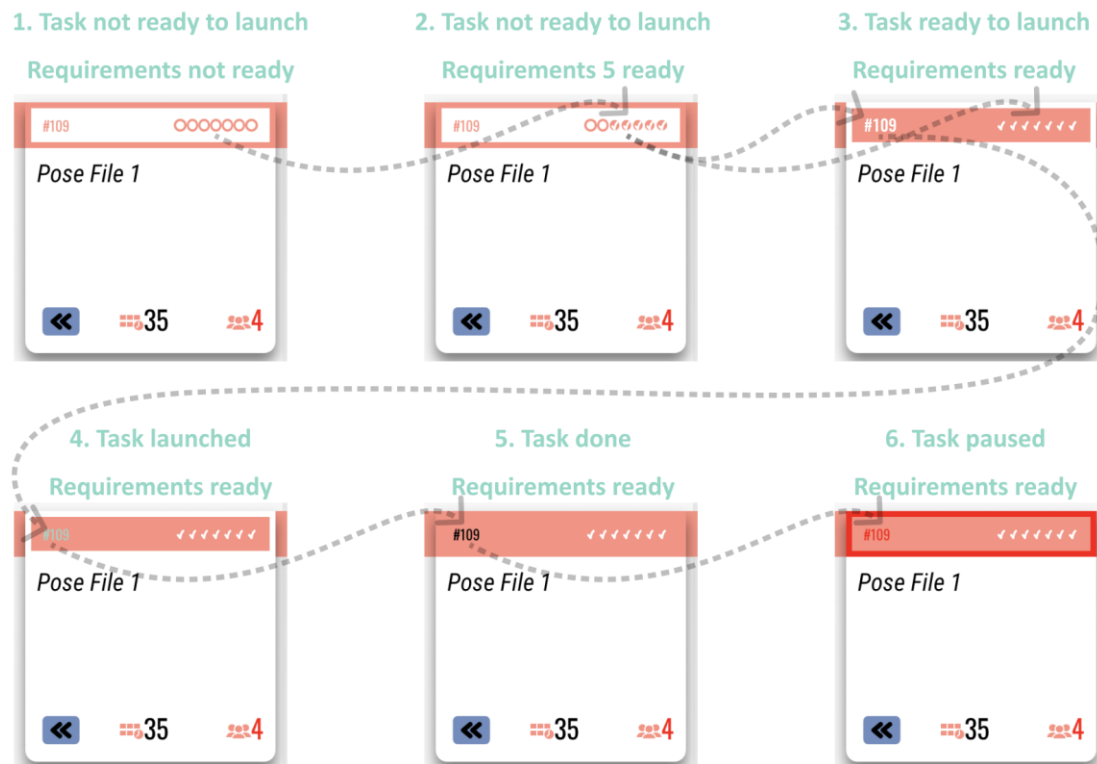 1. Task not ready to launch
Requirements not ready
#109
Pose File 1
35
4
2. Task not ready to launch
Requirements 5 ready
#109
Pose File 1
35
4
3. Task ready to launch
Requirements ready
#109
Pose File 1
35
4
4. Task launched
Requirements ready
#109
Pose File 1
35
4
5. Task done
Requirements ready
#109
Pose File 1
35
4
6. Task paused
Requirements ready
#109
Pose File 1
35
4